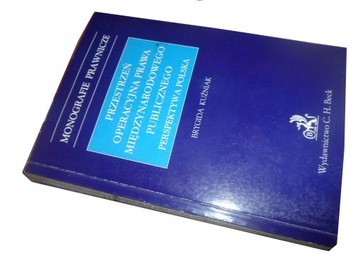 MONOGRAFIE PRAWNICZE
PRZESTRZEŃ
OPERACYJNA PRAWA
MIĘDZYNARODOWEGO
PUBLICZNEGO
PERSPEKTYWA POLSKA
BRYGIDA KUŹNIAK
Wydawnictwo C. H. Beck